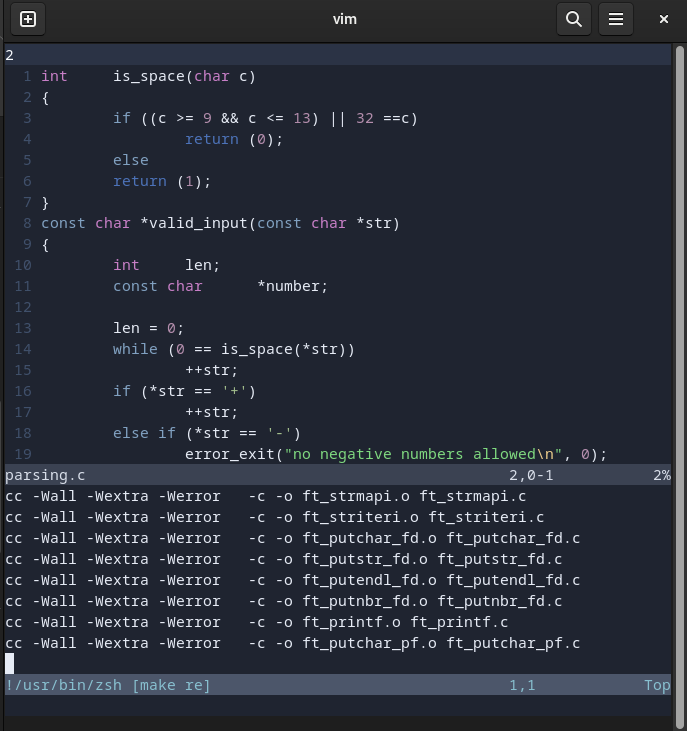 vim
2
1 int     is_space(char c)
2 {
3         if ((c >= 9 && c <= 13) || 32 ==c)
4                 return (0);
5         else
6         return (1);
7 }
8 const char *valid_input(const char *str)
9 {
10         int     len;
11         const char      *number;
12
13         len = 0;
14         while (0 == is_space(*str))
15                 ++str;
16         if (*str == '+')
17                 ++str;
18         else if (*str == '-')
19                 error_exit("no negative numbers allowed\n", 0);
parsing.c 2,0-1 2%
cc -Wall -Wextra -Werror   -c -o ft_strmapi.o ft_strmapi.c
cc -Wall -Wextra -Werror   -c -o ft_striteri.o ft_striteri.c
cc -Wall -Wextra -Werror   -c -o ft_putchar_fd.o ft_putchar_fd.c
cc -Wall -Wextra -Werror   -c -o ft_putstr_fd.o ft_putstr_fd.c
cc -Wall -Wextra -Werror   -c -o ft_putendl_fd.o ft_putendl_fd.c
cc -Wall -Wextra -Werror   -c -o ft_putnbr_fd.o ft_putnbr_fd.c
cc -Wall -Wextra -Werror   -c -o ft_printf.o ft_printf.c
cc -Wall -Wextra -Werror   -c -o ft_putchar_pf.o ft_putchar_pf.c
!/usr/bin/zsh [make re] 1,1 Top